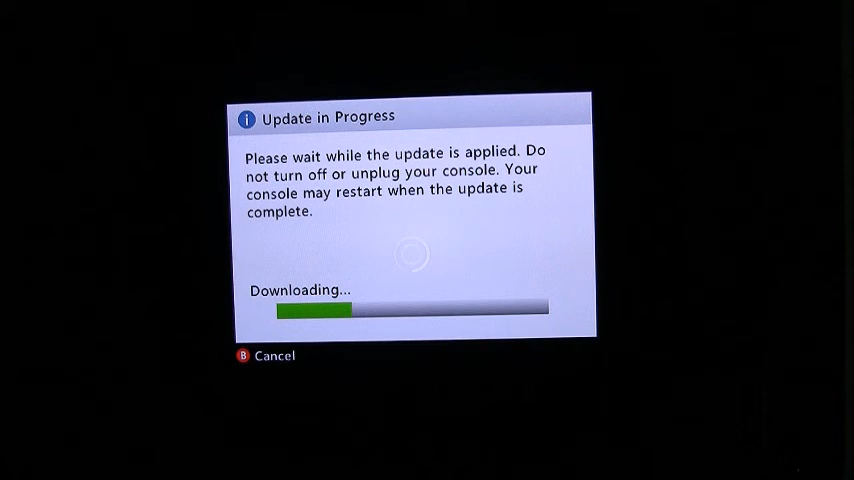 i Update in Progress
Please wait while the update is applied. Do
not turn off or unplug your console. Your
console may restart when the update is
complete.
Downloading...
B Cancel